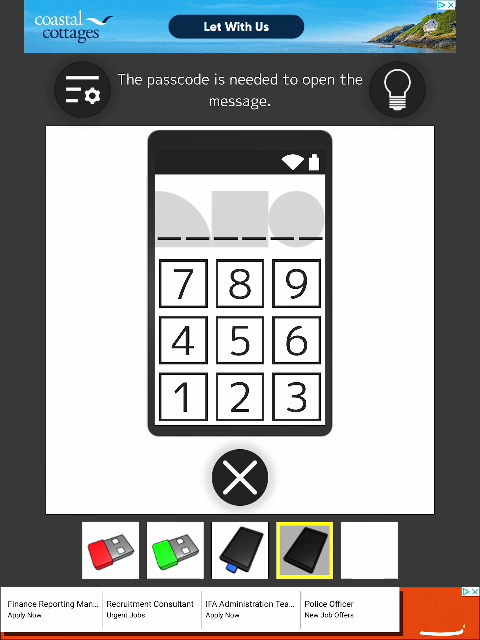 coastal
cottages
Let With Us
The passcode is needed to open the
message.
7 8 9
4 5 6
1 2 3
Finance Reporting Man...
Apply Now
Recruitment Consultant
Urgent Jobs
IFA Administration Tea...
Apply Now
Police Officer
New Job Offers